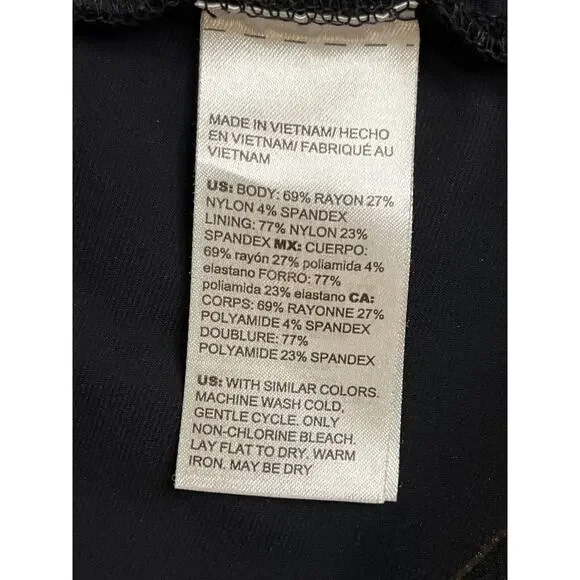 MADE IN VIETNAM/ HECHO
EN VIETNAM/ FABRIQUÉ AU
VIETNAM
US: BODY: 69% RAYON 27%
NYLON 4% SPANDEX
LINING: 77% NYLON 23%
SPANDEX MX: CUERPO:
69% rayón 27% poliamida 4%
elastano FORRO: 77%
poliamida 23% elastano CA:
CORPS: 69% RAYONNE 27%
POLYAMIDE 4% SPANDEX
DOUBLURE: 77%
POLYAMIDE 23% SPANDEX
US: WITH SIMILAR COLORS.
MACHINE WASH COLD,
GENTLE CYCLE. ONLY
NON-CHLORINE BLEACH.
LAY FLAT TO DRY. WARM
IRON. MAY BE DRY